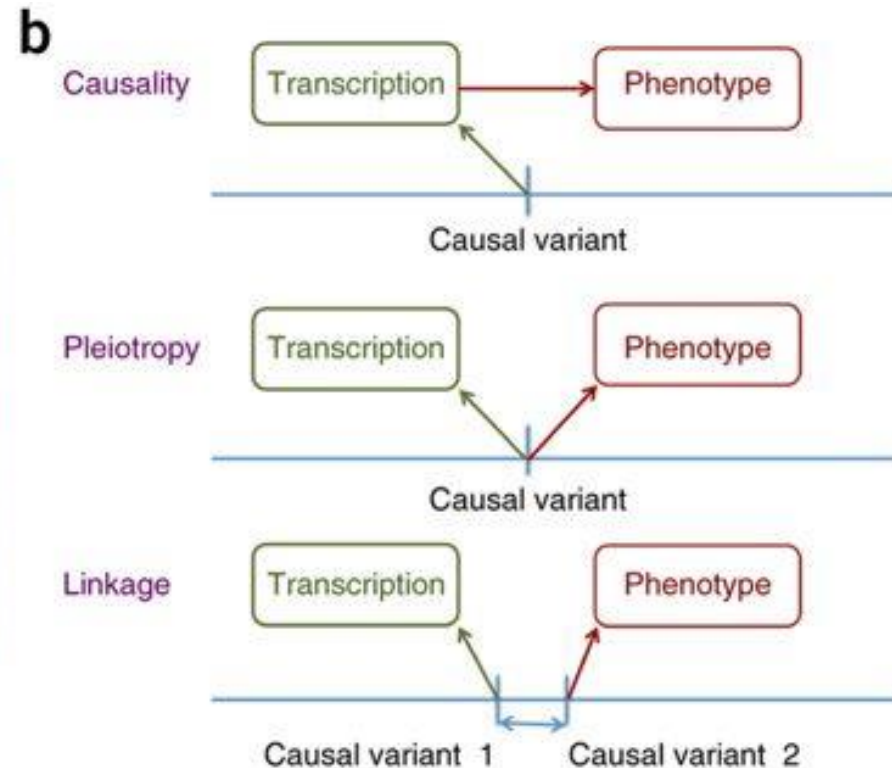 b
Causality
Transcription
Phenotype
Causal variant
Pleiotropy
Transcription
Phenotype
Causal variant
Linkage
Transcription
Phenotype
Causal variant 1
Causal variant 2